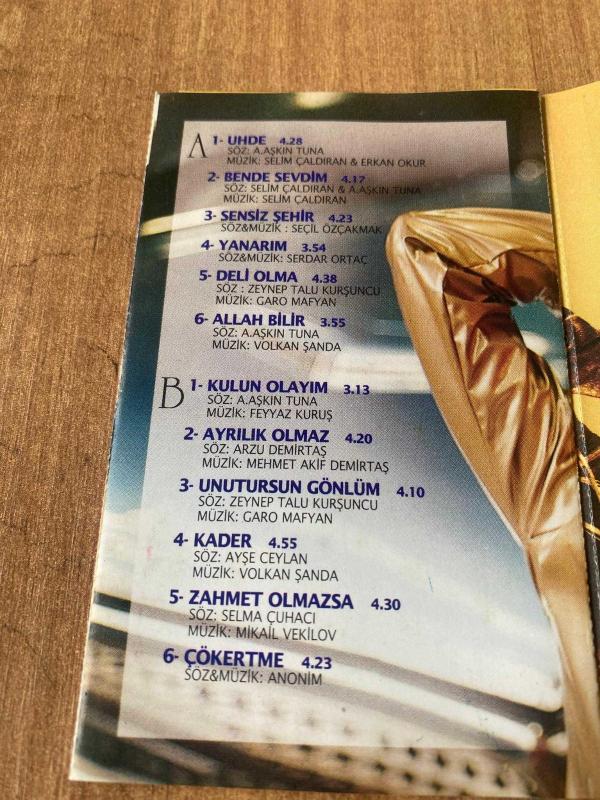 A 1- UHDE 4.28
SÖZ: A.AŞKIN TUNA
MÜZİK: SELİM ÇALDIRAN & ERKAN OKUR
2- BENDE SEVDİM 4.17
SÖZ: SELİM ÇALDIRAN & A.AŞKIN TUNA
MÜZİK: SELİM ÇALDIRAN
3- SENSİZ ŞEHİR 4.23
SÖZ&MÜZİK : SEÇİL ÖZÇAKMAK
4- YANARIM 3.54
SÖZ&MÜZİK: SERDAR ORTAÇ
5- DELİ OLMA 4.38
SÖZ : ZEYNEP TALU KURŞUNCU
MÜZİK: GARO MAFYAN
6- ALLAH BİLİR 3.55
SÖZ: A.AŞKIN TUNA
MÜZİK: VOLKAN ŞANDA
B 1- KULUN OLAYIM 3.13
SÖZ: A.AŞKIN TUNA
MÜZİK: FEYYAZ KURUŞ
2- AYRILIK OLMAZ 4.20
SÖZ: ARZU DEMİRTAŞ
MÜZİK: MEHMET AKİF DEMİRTAŞ
3- UNUTURSUN GÖNLÜM 4.10
SÖZ: ZEYNEP TALU KURŞUNCU
MÜZİK: GARO MAFYAN
4- KADER 4.55
SÖZ: AYŞE CEYLAN
MÜZİK: VOLKAN ŞANDA
5- ZAHMET OLMAZSA 4.30
SÖZ: SELMA ÇUHACI
MÜZİK: MİKAİL VEKİLOV
6- ÇÖKERTME 4.23
SÖZ&MÜZİK: ANONİM